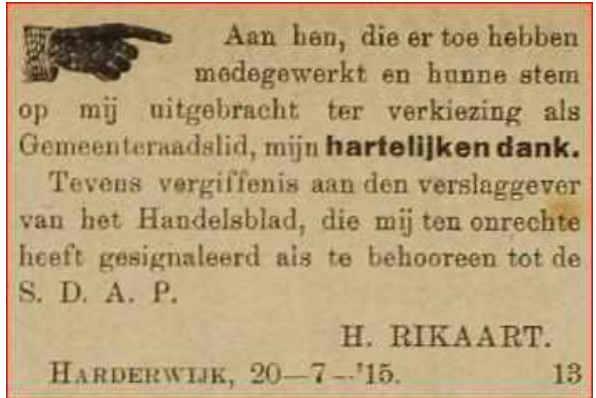 Aan hen, die er toe hebben
medegewerkt en hunne stem
op mij uitgebracht ter verkiezing als
Gemeenteraadslid, mijn hartelijken dank.
Tevens vergiffenis aan den verslaggever
van het Handelsblad, die mij ten onrechte
heeft gesignaleerd als te behooreen tot de
S. D. A. P.
H. RIKAART.
HARDERWIJK, 20—7—'15. 13